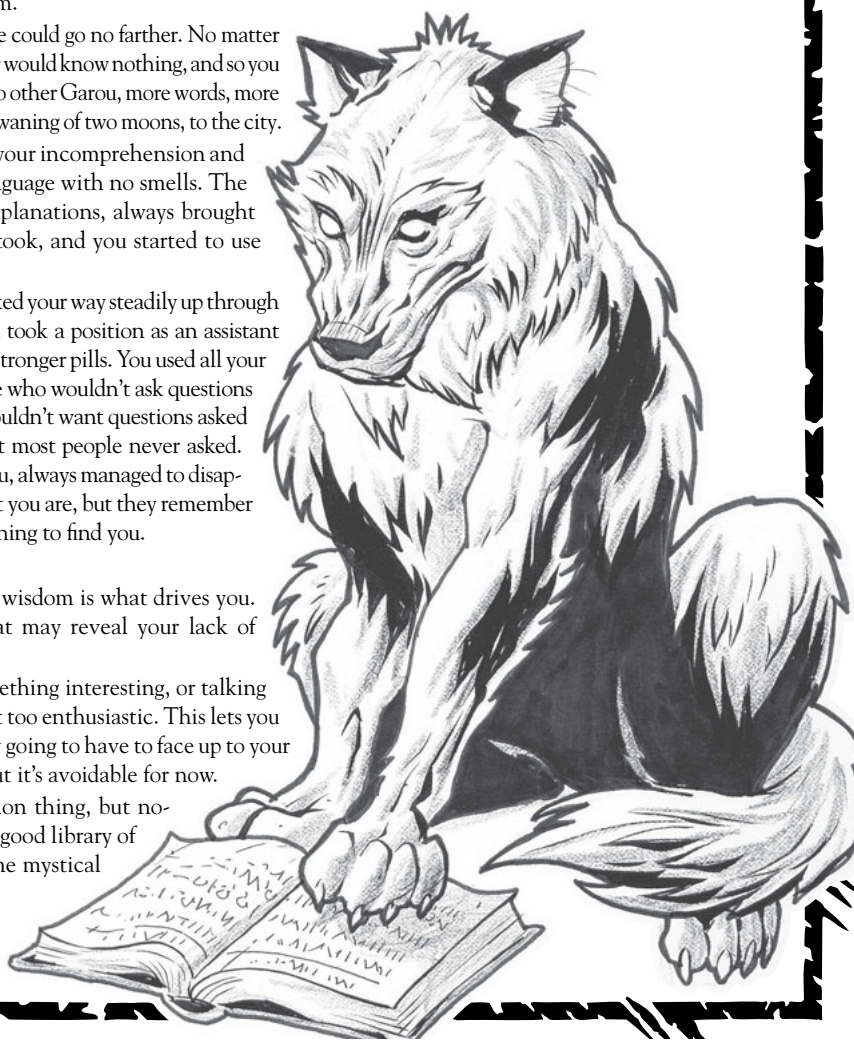 m.
e could go no farther. No matter
r would know nothing, and so you
o other Garou, more words, more
waning of two moons, to the city.
your incomprehension and
guage with no smells. The
planations, always brought
took, and you started to use
ked your way steadily up through
took a position as an assistant
tronger pills. You used all your
e who wouldn't ask questions
ouldn't want questions asked
t most people never asked.
u, always managed to disap-
t you are, but they remember
ning to find you.
wisdom is what drives you.
at may reveal your lack of
ething interesting, or talking
t too enthusiastic. This lets you
going to have to face up to your
ut it's avoidable for now.
ion thing, but no-
good library of
ne mystical